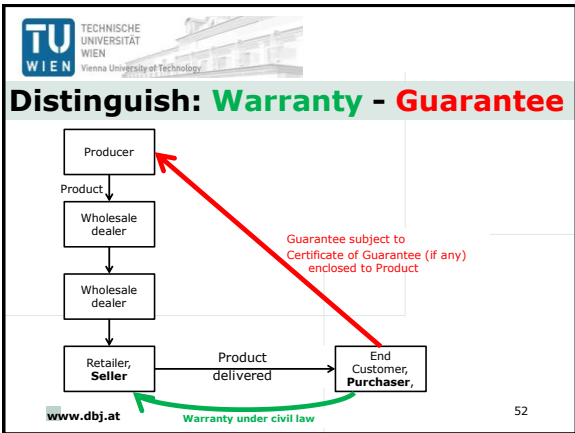 TU
WIEN
TECHNISCHE
UNIVERSITÄT
WIEN
Vienna University of Technology
Distinguish: Warranty - Guarantee
Producer
Product
Wholesale
dealer
Guarantee subject to
Certificate of Guarantee (if any)
enclosed to Product
Wholesale
dealer
Retailer,
Seller
Product
delivered
End
Customer,
Purchaser,
www.dbj.at
Warranty under civil law
52